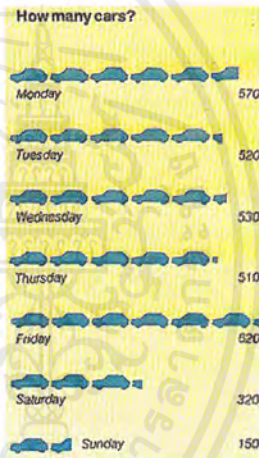 How many cars?
Monday 570
Tuesday 520
Wednesday 530
Thursday 510
Friday 620
Saturday 320
Sunday 150